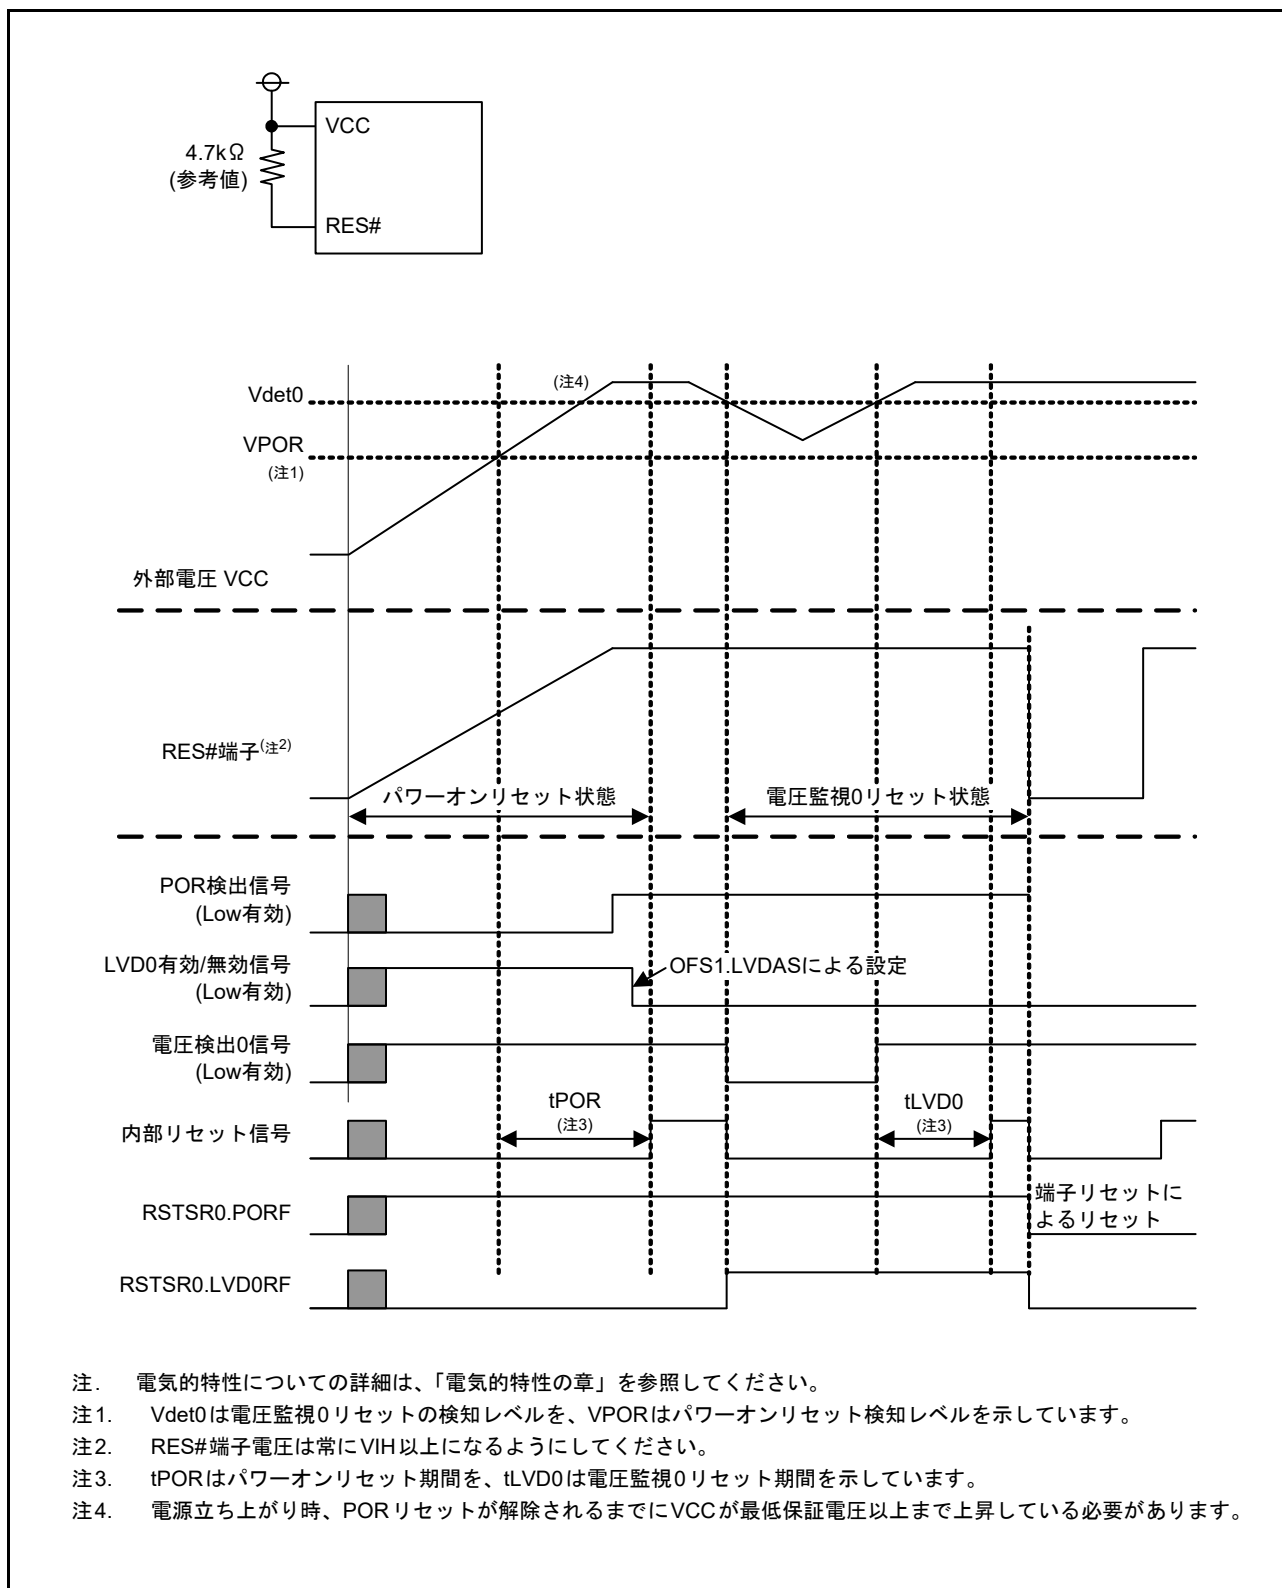 VCC
4.7kΩ
(参考値)
RES#
(注4)
Vdet0
VPOR
(注1)
外部電圧 VCC
RES#端子(注2)
パワーオンリセット状態
電圧監視0リセット状態
POR検出信号
(Low有効)
LVD0有効/無効信号
(Low有効)
OFS1.LVDASによる設定
電圧検出0信号
(Low有効)
tPOR
(注3)
tLVD0
(注3)
内部リセット信号
RSTSR0.PORF
端子リセットに
よるリセット
RSTSR0.LVD0RF
注. 電気的特性についての詳細は、「電気的特性の章」を参照してください。
注1. Vdet0は電圧監視0リセットの検知レベルを、VPORはパワーオンリセット検知レベルを示しています。
注2. RES#端子電圧は常にVIH以上になるようにしてください。
注3. tPORはパワーオンリセット期間を、tLVD0は電圧監視0リセット期間を示しています。
注4. 電源立ち上がり時、PORリセットが解除されるまでにVCCが最低保証電圧以上まで上昇している必要があります。